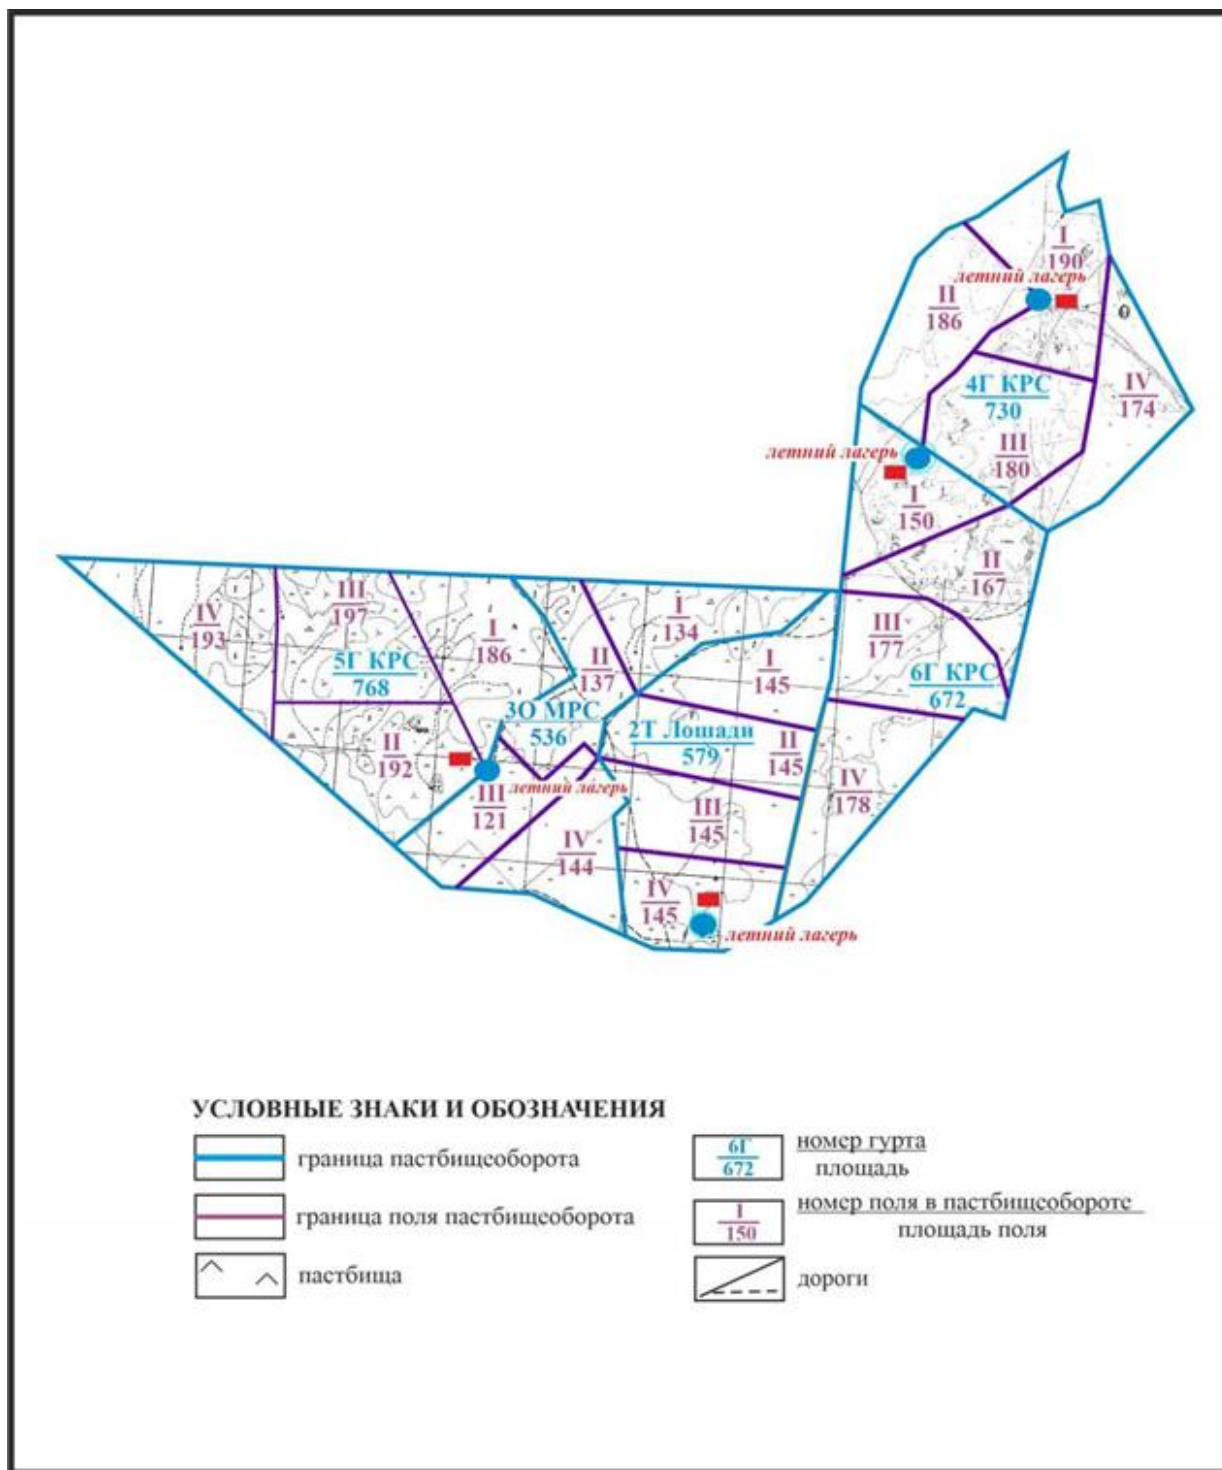 I
190
летний лагерь
II
186
4Г КРС
730
IV
174
летний лагерь
III
180
I
150
II
167
IV
193
III
197
I
186
I
134
III
177
II
137
I
145
5Г КРС
768
6Г КРС
672
3О МРС
536
2Т Лошади
579
II
192
II
145
IV
178
III
121
летний лагерь
III
145
IV
144
IV
145
летний лагерь
УСЛОВНЫЕ ЗНАКИ И ОБОЗНАЧЕНИЯ
граница пастбищеоборота
граница поля пастбищеоборота
пастбища
6Г
672
номер гурта
площадь
I
150
номер поля в пастбищеобороте
площадь поля
дороги